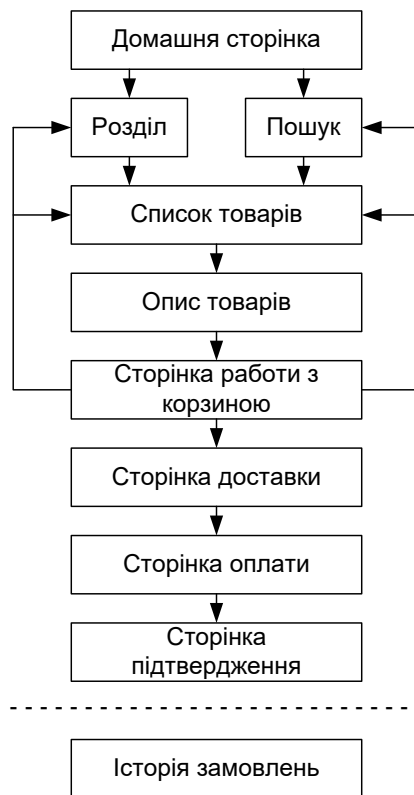 Домашня сторінка
Розділ
Пошук
Список товарів
Опис товарів
Сторінка работи з
корзиною
Сторінка доставки
Сторінка оплати
Сторінка
підтвердження
Історія замовлень